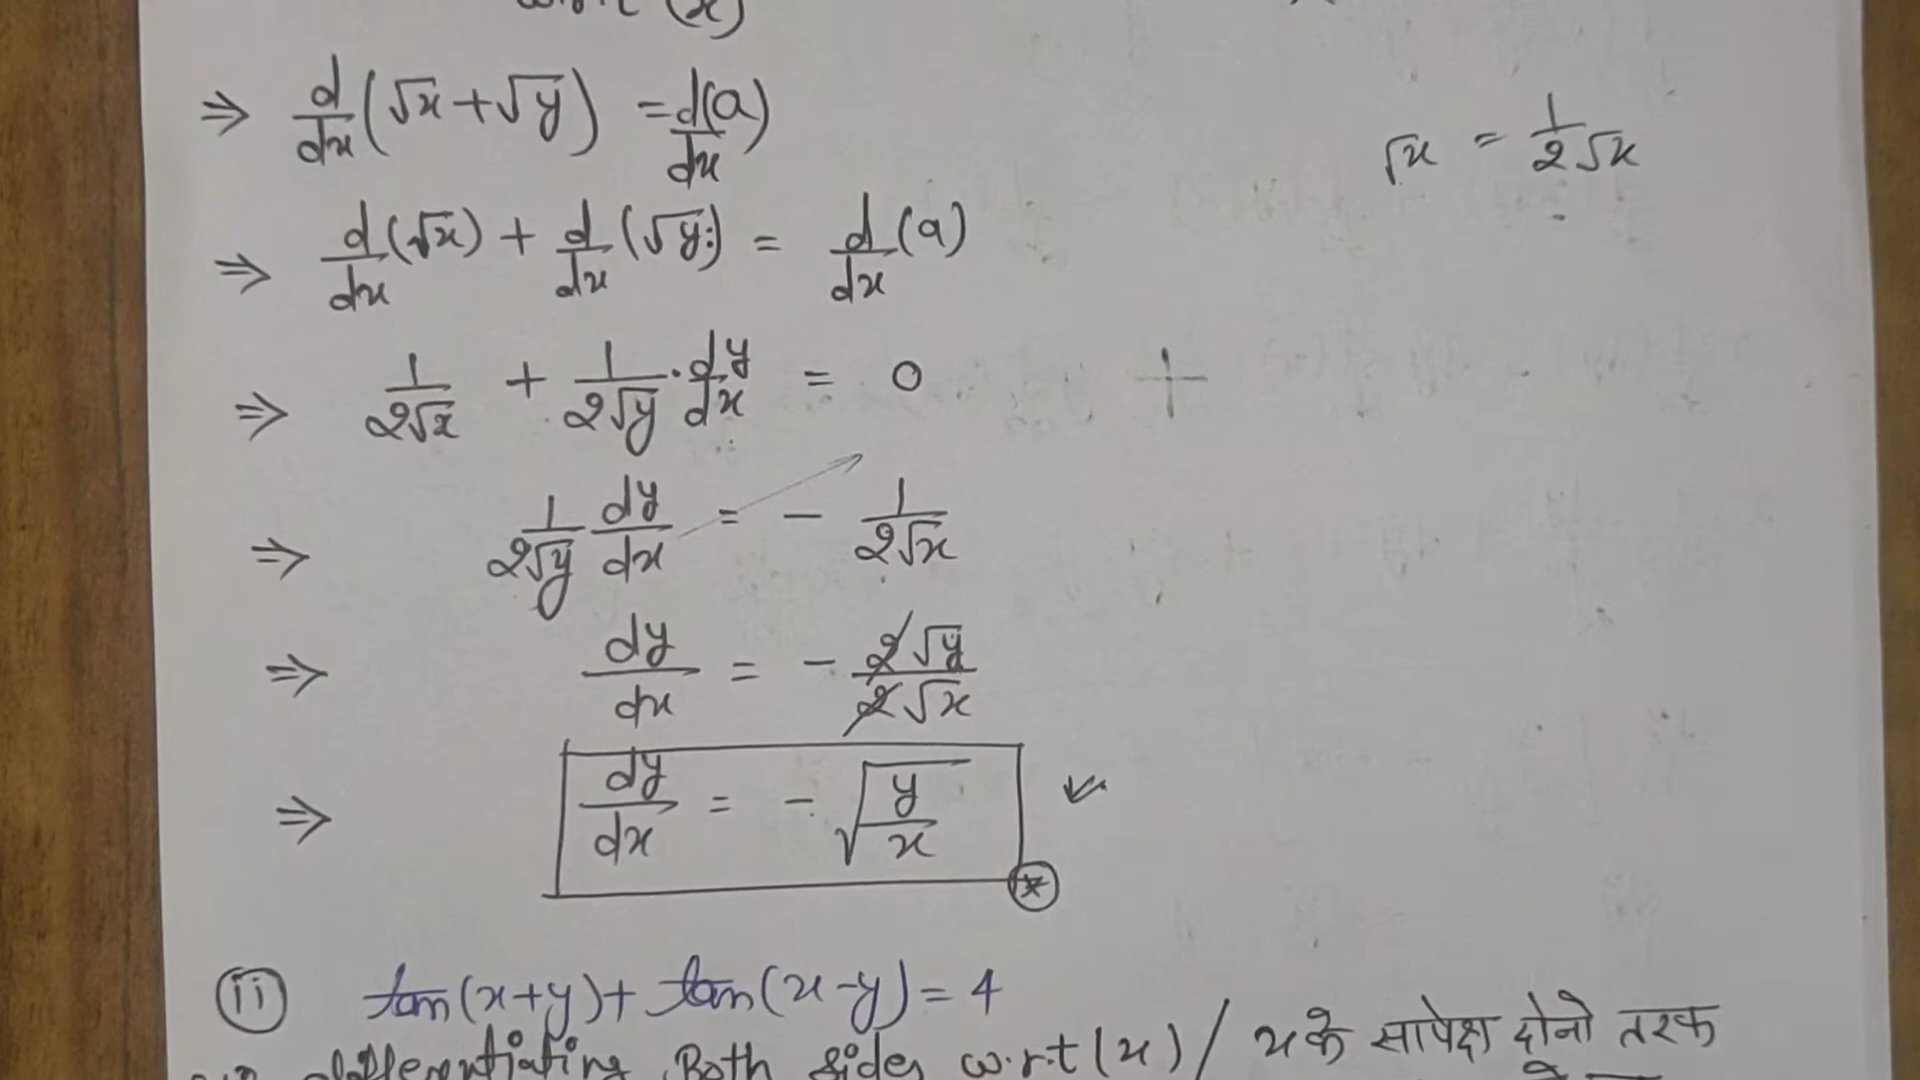 w.r.t (x)
⇒ d/dx (√x + √y) = d(a)/dx
√x = 1/2√x
⇒ d/dx (√x) + d/dx (√y) = d/dx (a)
⇒ 1/2√x + 1/2√y · dy/dx = 0
+
⇒ 1/2√y dy/dx = - 1/2√x
⇒ dy/dx = - 2√y/2√x
⇒ dy/dx = - √(y/x)
(ii) tan(x+y) + tan(x-y) = 4
differentiating Both sides w.r.t (x) / x के सापेक्ष दोनो तरफ